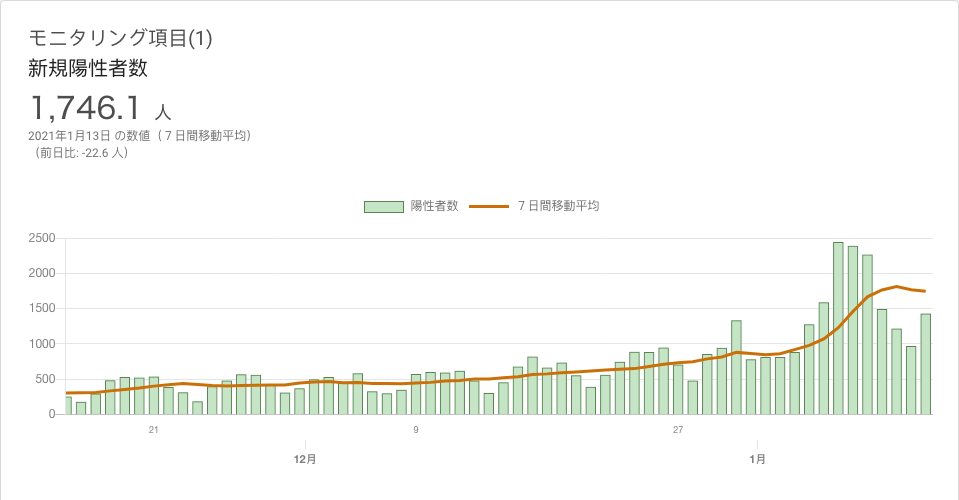 モニタリング項目(1)
新規陽性者数
1,746.1 人
2021年1月13日 の数値（７日間移動平均）
（前日比: -22.6 人）
陽性者数 ７日間移動平均
2500
2000
1500
1000
500
0
21 9 27
12月 1月